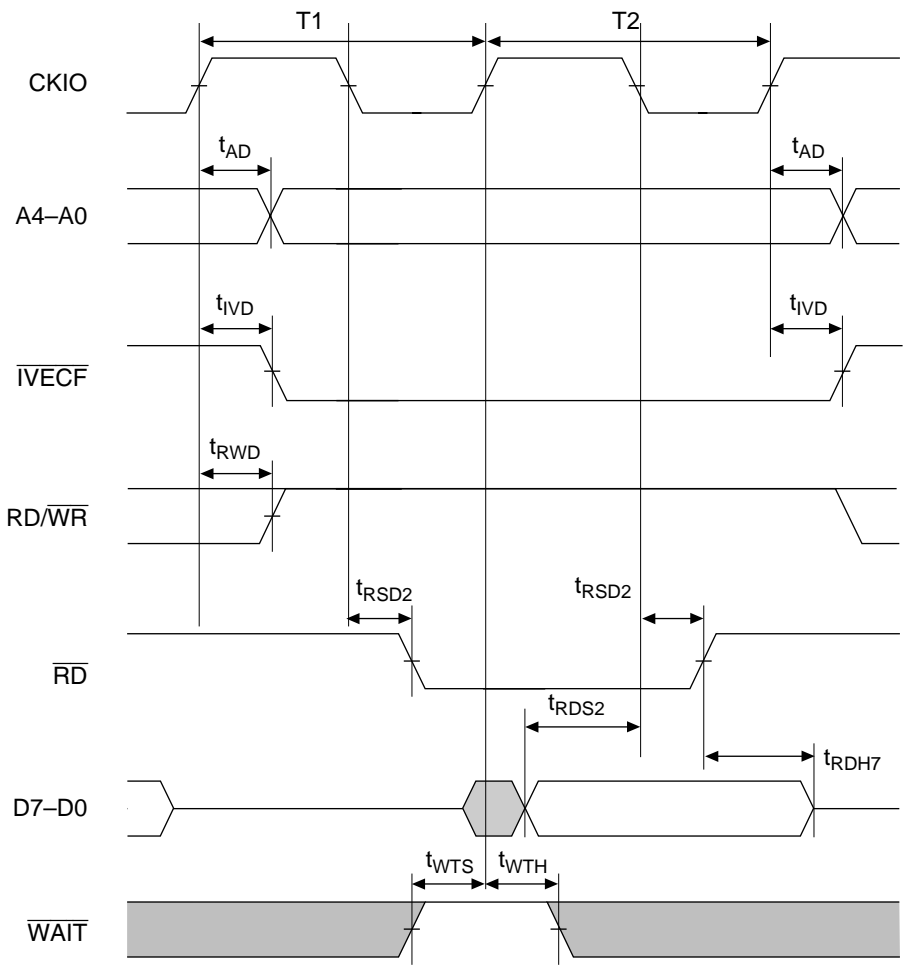 T1 T2
CKIO
tAD tAD
A4–A0
tIVD tIVD
IVECF
tRWD
RD/WR
tRSD2 tRSD2
RD
tRDS2
tRDH7
D7–D0
tWTS tWTH
WAIT